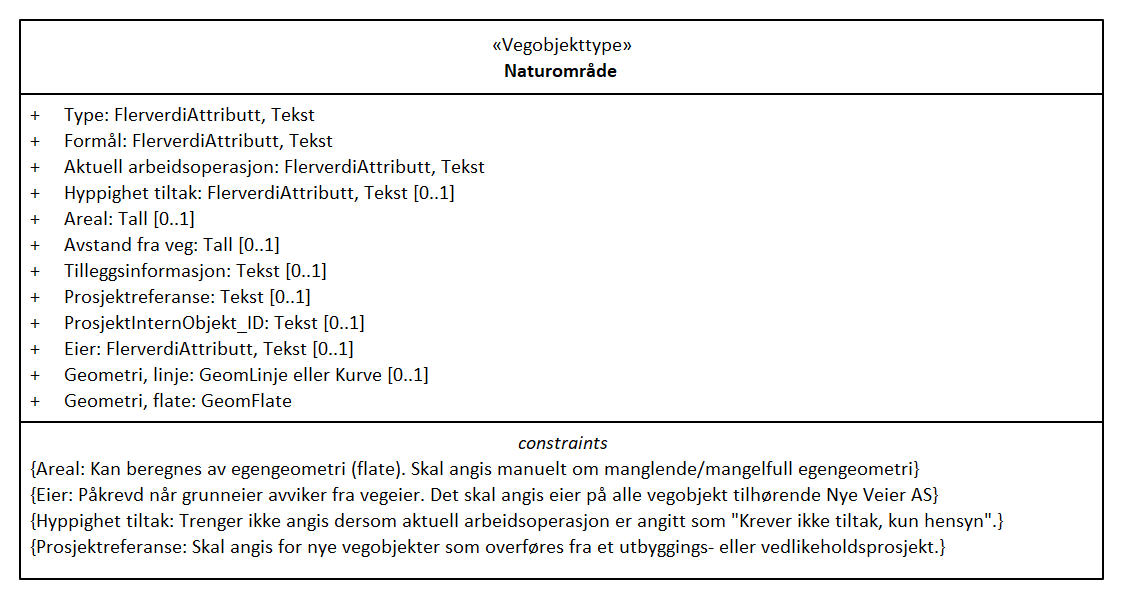 «Vegobjekttype»
Naturområde
+ Type: FlerverdiAttributt, Tekst
+ Formål: FlerverdiAttributt, Tekst
+ Aktuell arbeidsoperasjon: FlerverdiAttributt, Tekst
+ Hyppighet tiltak: FlerverdiAttributt, Tekst [0..1]
+ Areal: Tall [0..1]
+ Avstand fra veg: Tall [0..1]
+ Tilleggsinformasjon: Tekst [0..1]
+ Prosjektreferanse: Tekst [0..1]
+ ProsjektInternObjekt_ID: Tekst [0..1]
+ Eier: FlerverdiAttributt, Tekst [0..1]
+ Geometri, linje: GeomLinje eller Kurve [0..1]
+ Geometri, flate: GeomFlate
constraints
{Areal: Kan beregnes av egengeometri (flate). Skal angis manuelt om manglende/mangelfull egengeometri}
{Eier: Påkrevd når grunneier avviker fra vegeier. Det skal angis eier på alle vegobjekt tilhørende Nye Veier AS}
{Hyppighet tiltak: Trenger ikke angis dersom aktuell arbeidsoperasjon er angitt som "Krever ikke tiltak, kun hensyn".}
{Prosjektreferanse: Skal angis for nye vegobjekter som overføres fra et utbyggings- eller vedlikeholdsprosjekt.}